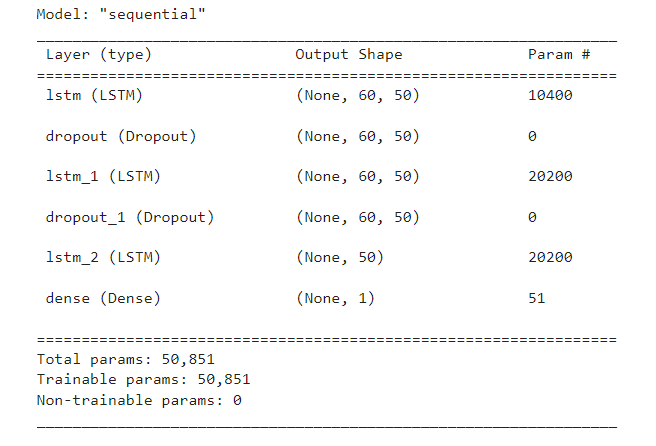 Model: "sequential"
Layer (type) Output Shape Param #
lstm (LSTM) (None, 60, 50) 10400
dropout (Dropout) (None, 60, 50) 0
lstm_1 (LSTM) (None, 60, 50) 20200
dropout_1 (Dropout) (None, 60, 50) 0
lstm_2 (LSTM) (None, 50) 20200
dense (Dense) (None, 1) 51
Total params: 50,851
Trainable params: 50,851
Non-trainable params: 0